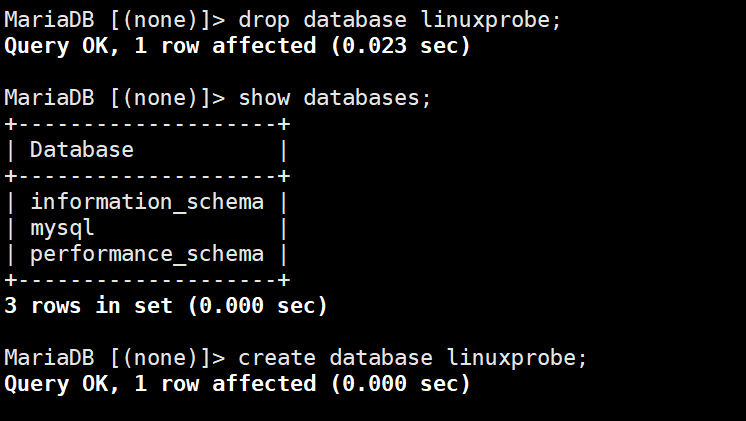 MariaDB [(none)]> drop database linuxprobe;
Query OK, 1 row affected (0.023 sec)

MariaDB [(none)]> show databases;
+--------------------+
| Database           |
+--------------------+
| information_schema |
| mysql              |
| performance_schema |
+--------------------+
3 rows in set (0.000 sec)

MariaDB [(none)]> create database linuxprobe;
Query OK, 1 row affected (0.000 sec)